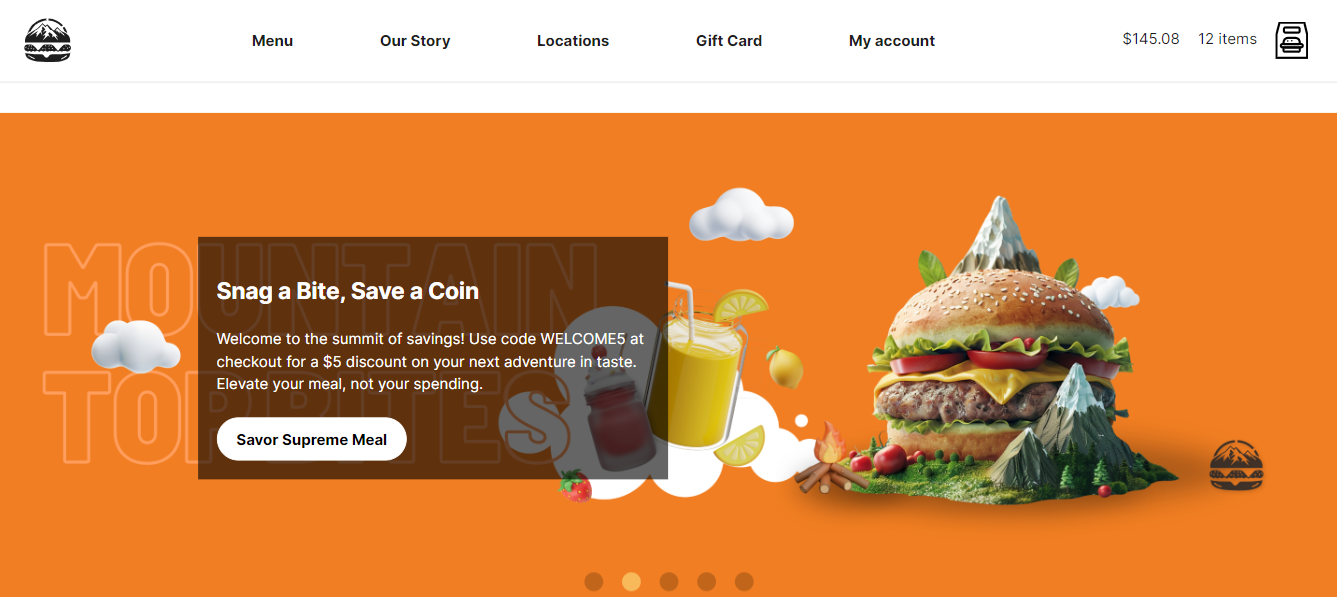 Menu
Our Story
Locations
Gift Card
My account
$145.08
12 items
MOUNTAIN
TOPBITES
Snag a Bite, Save a Coin
Welcome to the summit of savings! Use code WELCOME5 at
checkout for a $5 discount on your next adventure in taste.
Elevate your meal, not your spending.
Savor Supreme Meal